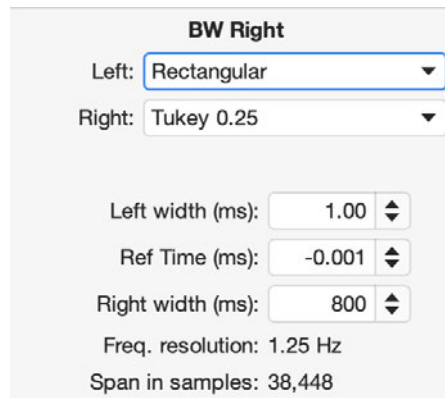 BW Right
Left: Rectangular
Right: Tukey 0.25
Left width (ms): 1.00
Ref Time (ms): -0.001
Right width (ms): 800
Freq. resolution: 1.25 Hz
Span in samples: 38,448